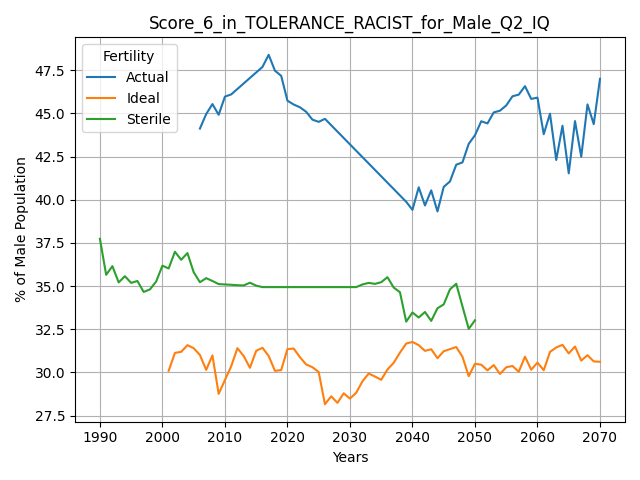 Score_6_in_TOLERANCE_RACIST_for_Male_Q2_IQ
Fertility
Actual
Ideal
Sterile
% of Male Population
47.5
45.0
42.5
40.0
37.5
35.0
32.5
30.0
27.5
1990 2000 2010 2020 2030 2040 2050 2060 2070
Years